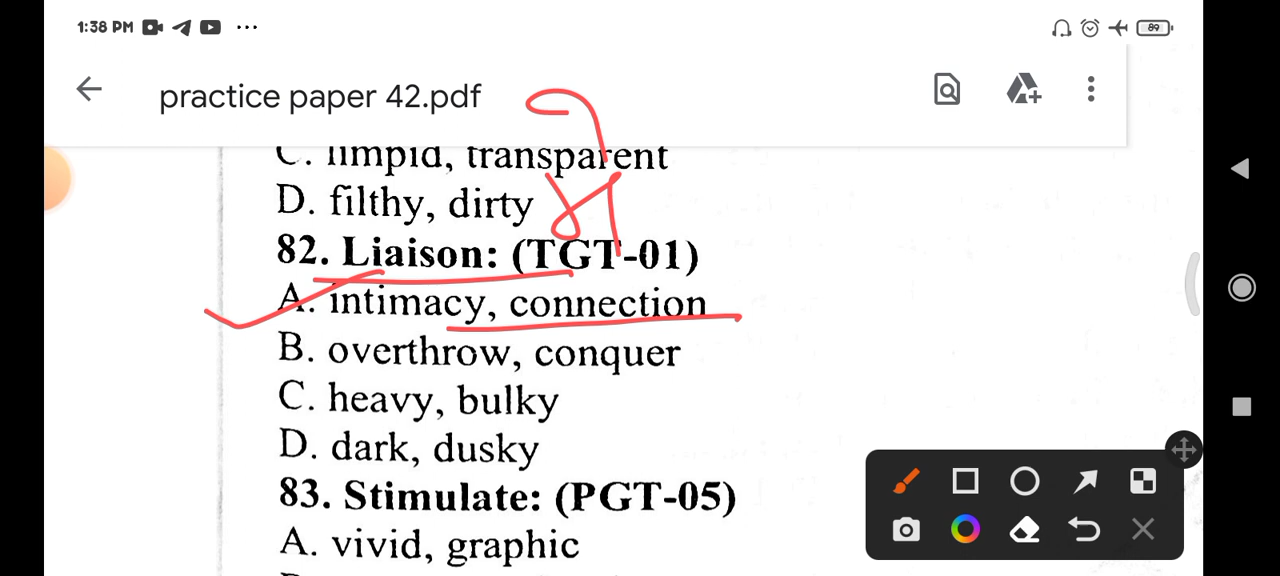 1:38 PM ... 89
practice paper 42.pdf
C. limpid, transparent
D. filthy, dirty
82. Liaison: (TGT-01)
A. intimacy, connection
B. overthrow, conquer
C. heavy, bulky
D. dark, dusky
83. Stimulate: (PGT-05)
A. vivid, graphic